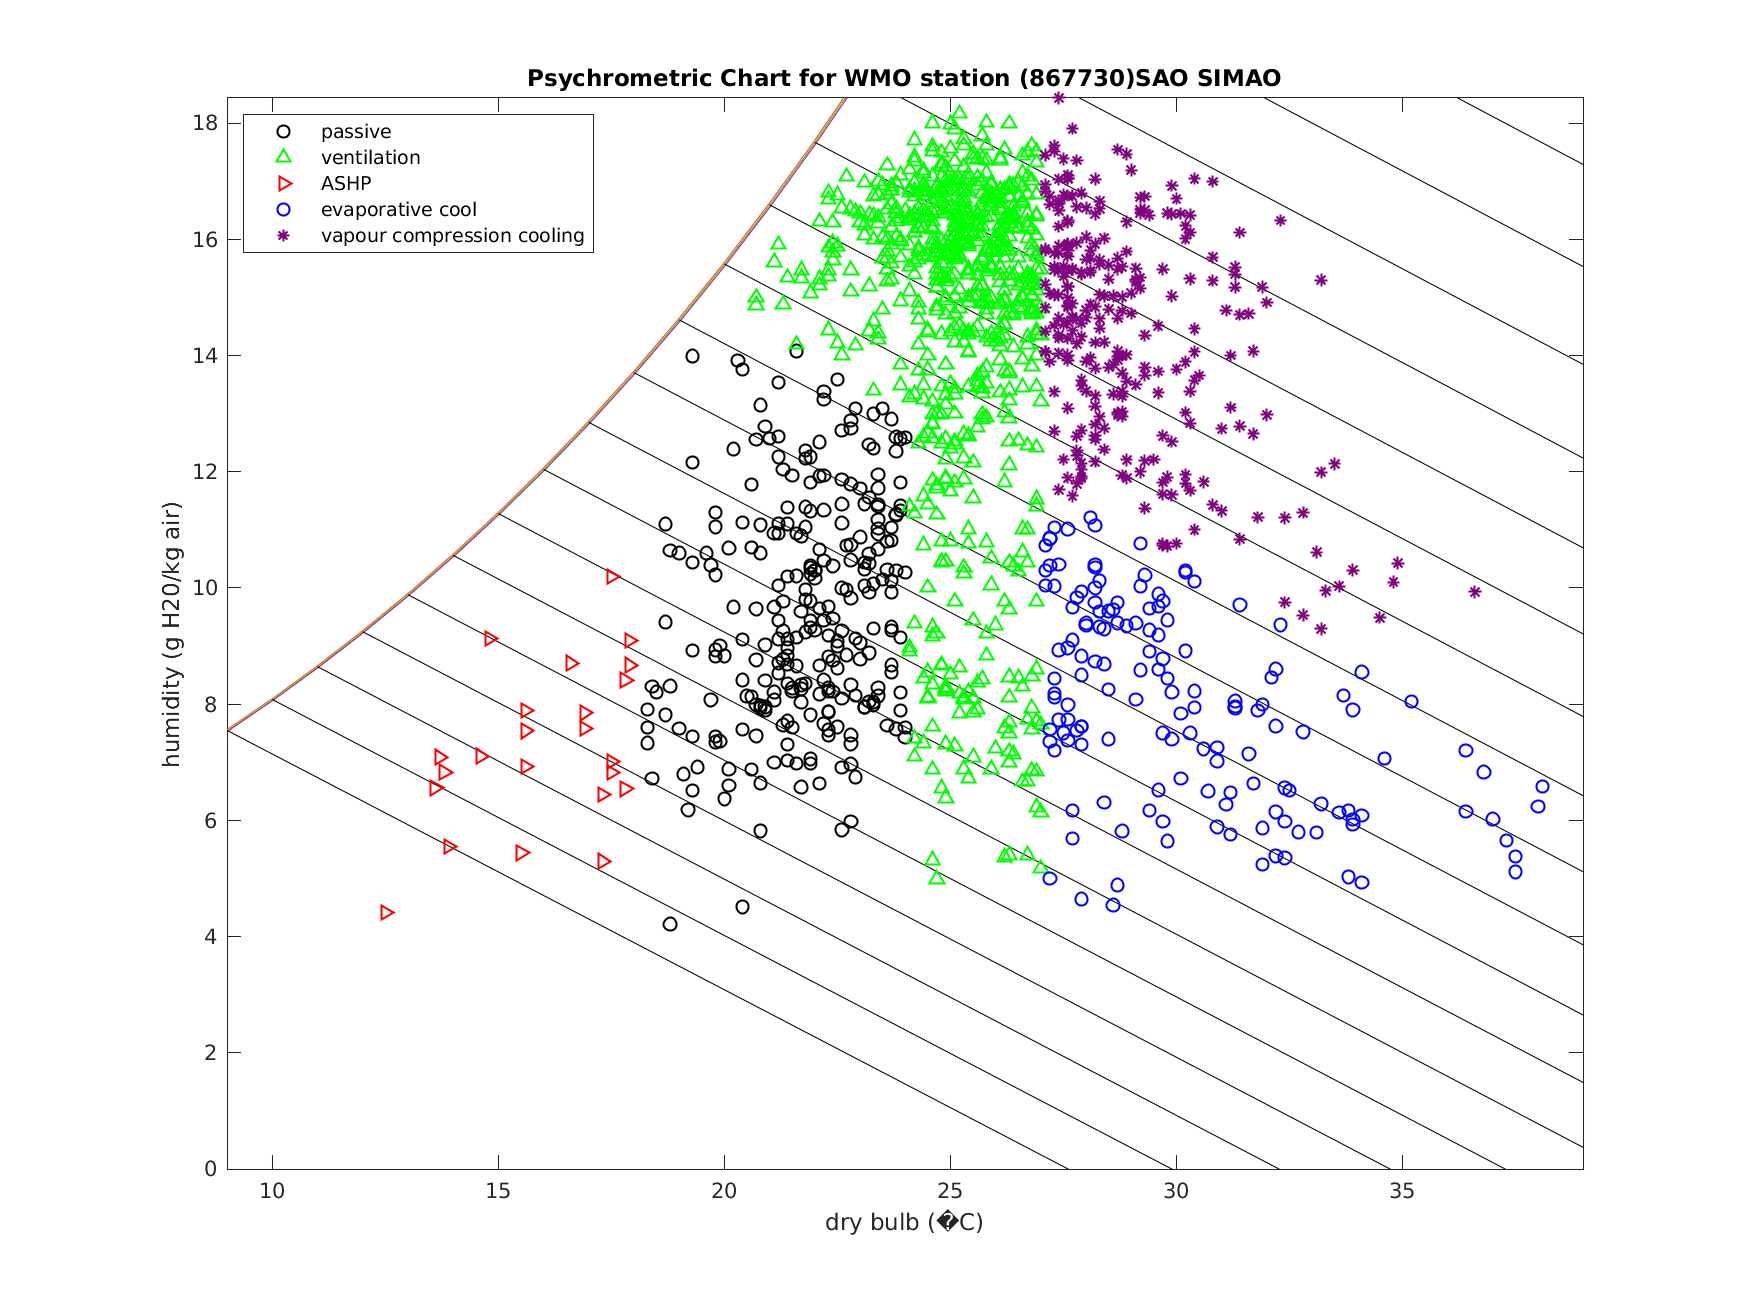 Psychrometric Chart for WMO station (867730)SAO SIMAO
passive
ventilation
ASHP
evaporative cool
vapour compression cooling
humidity (g H20/kg air)
18
16
14
12
10
8
6
4
2
0
10 15 20 25 30 35
dry bulb (�C)